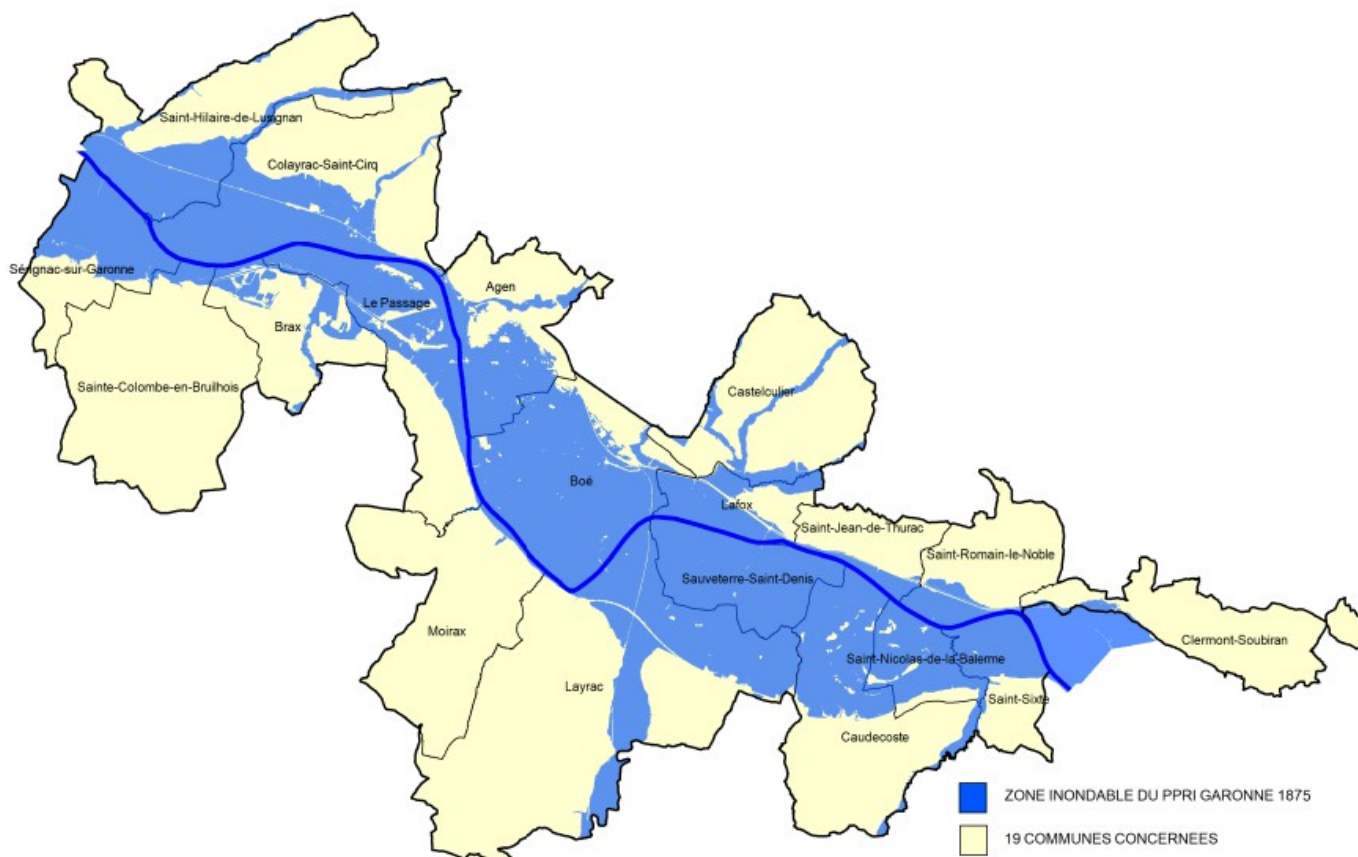 Saint-Hilaire-de-Lusignan
Colayrac-Saint-Cirq
Sérignac-sur-Garonne
Agen
Le Passage
Brax
Sainte-Colombe-en-Bruilhois
Castelculier
Boé
Lafox
Saint-Jean-de-Thurac
Saint-Romain-le-Noble
Sauveterre-Saint-Denis
Moirax
Clermont-Soubiran
Saint-Nicolas-de-la-Balerme
Layrac
Saint-Sixte
Caudecoste
ZONE INONDABLE DU PPRI GARONNE 1875
19 COMMUNES CONCERNEES